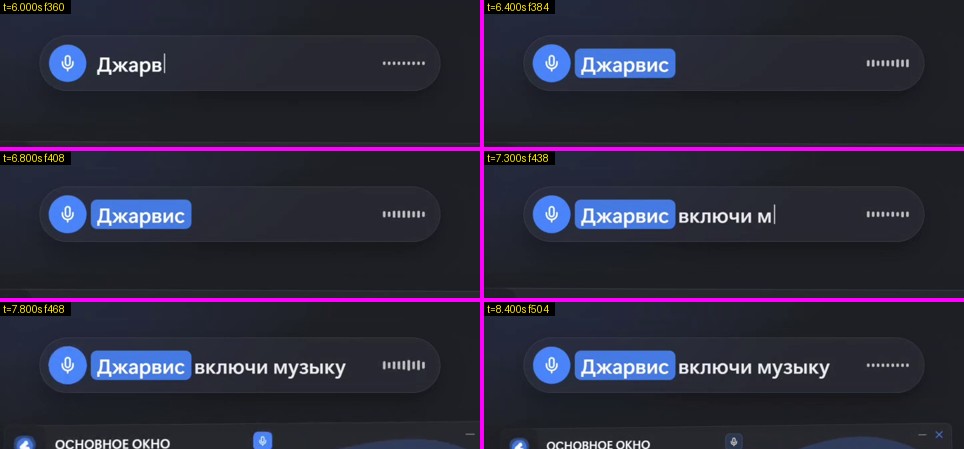 t=6.000s f360
Джарв
t=6.400s f384
Джарвис
t=6.800s f408
Джарвис
t=7.300s f438
Джарвис включи м
t=7.800s f468
Джарвис включи музыку
ОСНОВНОЕ ОКНО
t=8.400s f504
Джарвис включи музыку
ОСНОВНОЕ ОКНО